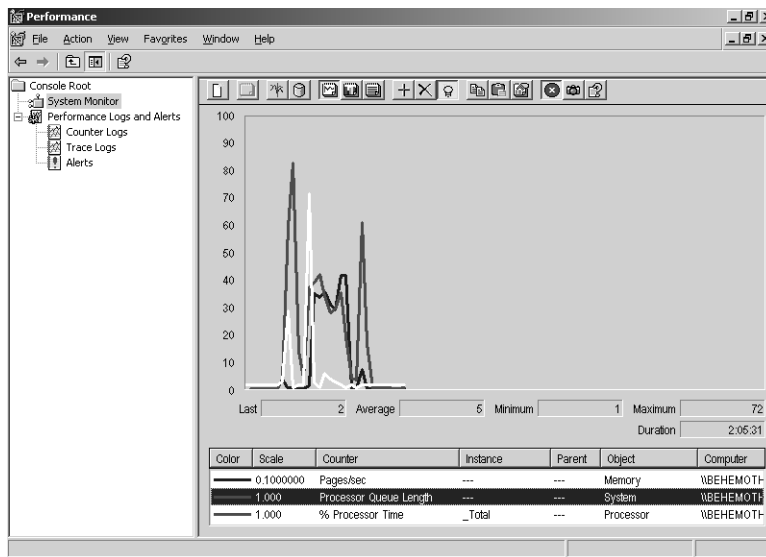 Performance
File Action View Favorites Window Help
Console Root
System Monitor
Performance Logs and Alerts
Counter Logs
Trace Logs
Alerts
100
90
80
70
60
50
40
30
20
10
0
Last 2 Average 5 Minimum 1 Maximum 72
Duration 2:05:31
Color Scale Counter Instance Parent Object Computer
0.1000000 Pages/sec --- --- Memory \\BEHEMOTH
1.000 Processor Queue Length --- --- System \\BEHEMOTH
1.000 % Processor Time _Total --- Processor \\BEHEMOTH